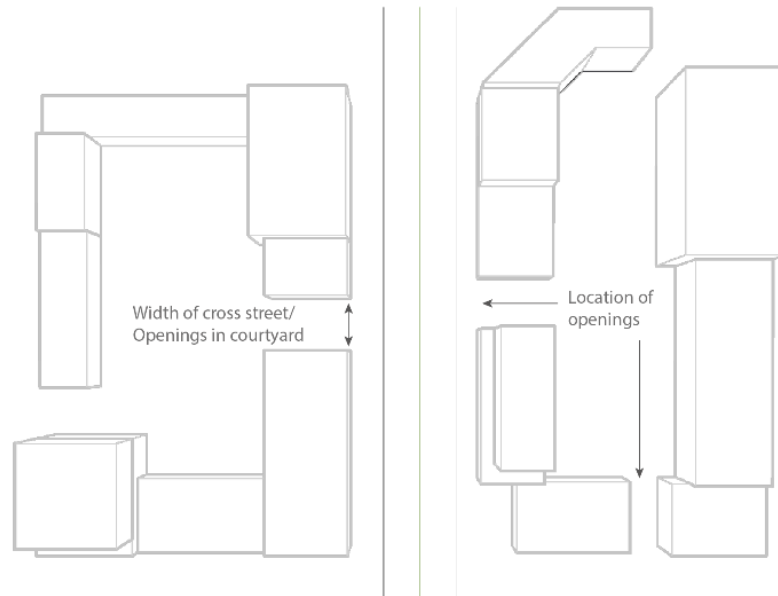 Width of cross street/
Openings in courtyard
Location of
openings